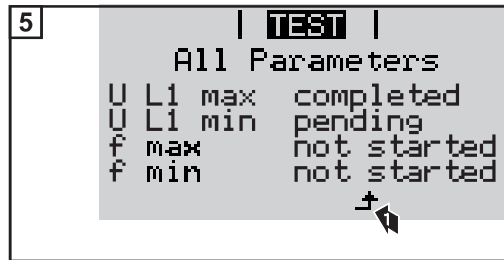 5
| TEST |
All Parameters
U L1 max completed
U L1 min pending
f max not started
f min not started
1